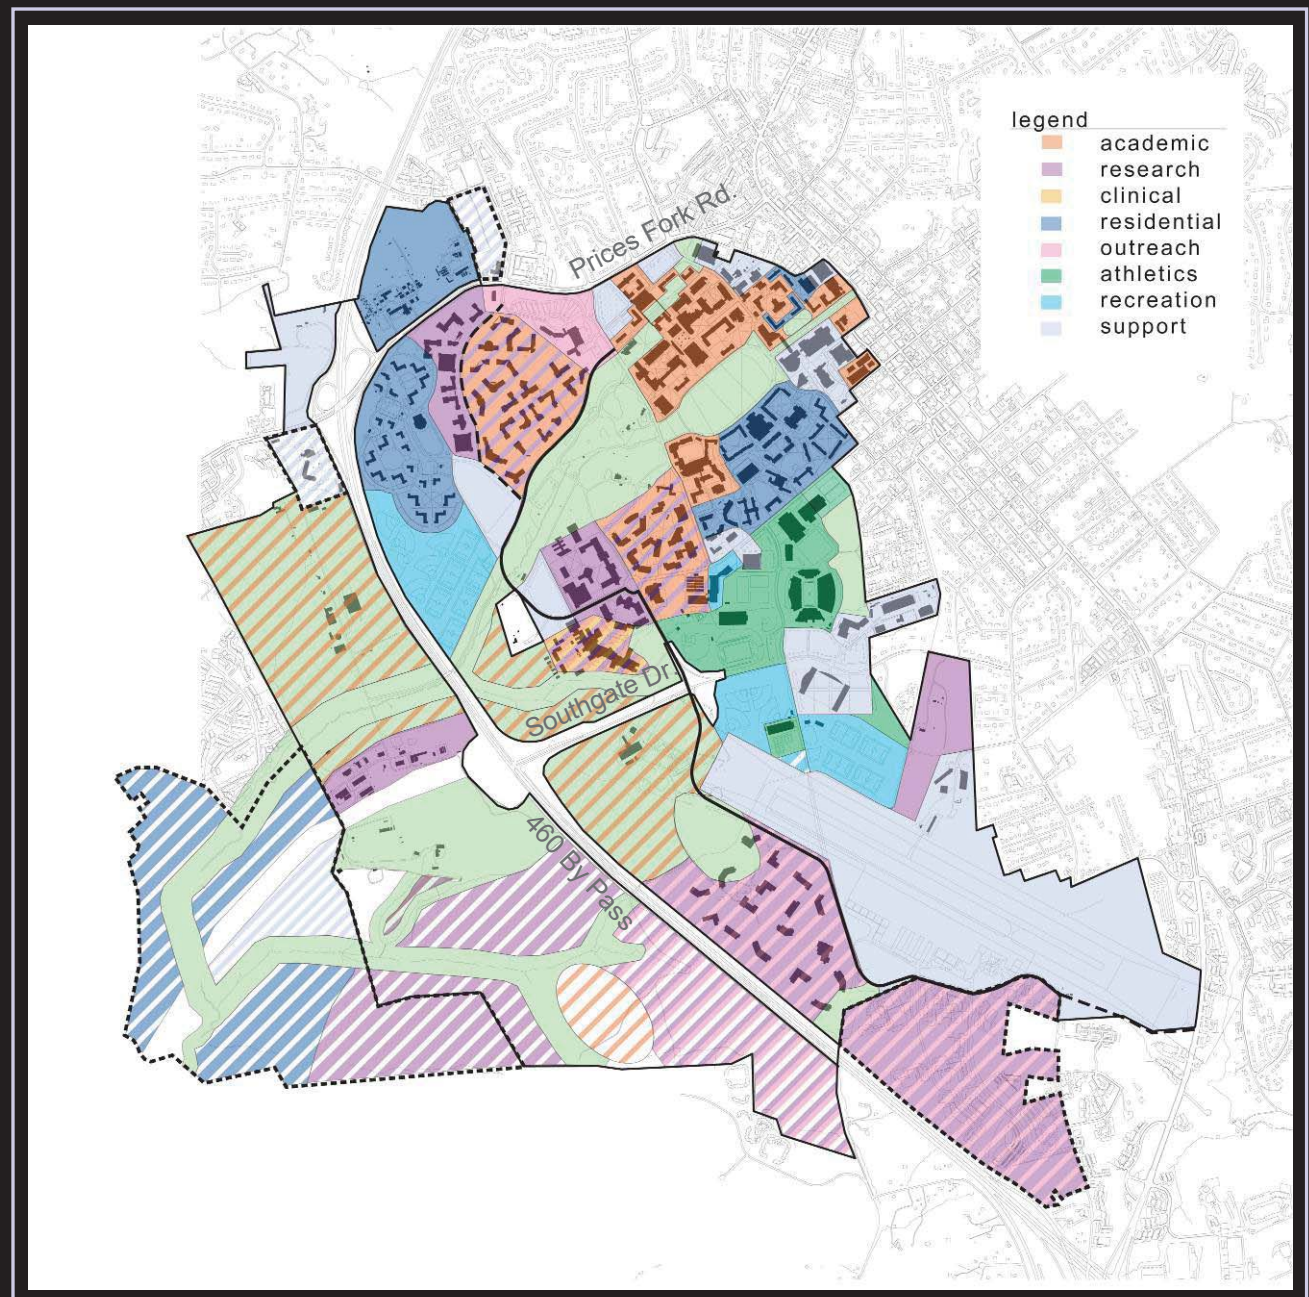 legend
academic
research
clinical
residential
outreach
athletics
recreation
support
Prices Fork Rd.
Southgate Dr
460 By Pass